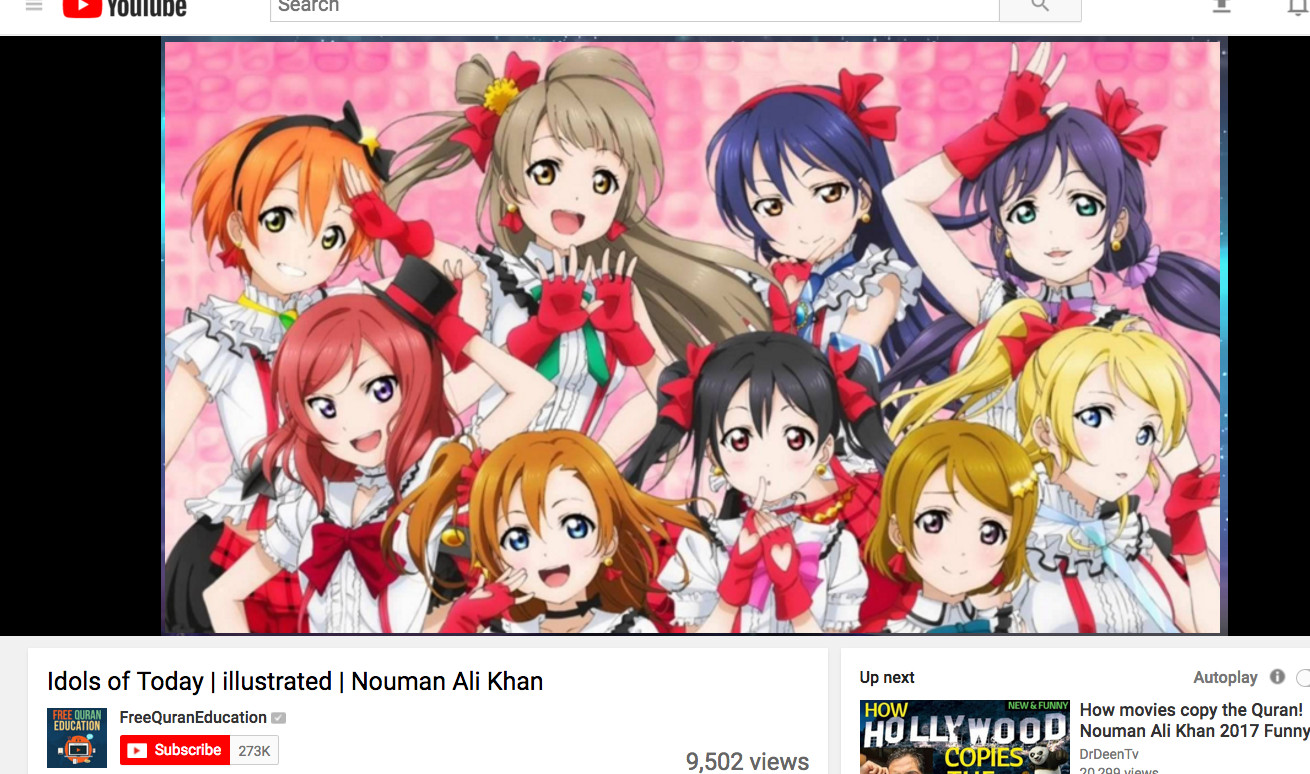 YouTube
Search
Idols of Today | illustrated | Nouman Ali Khan
FREE QURAN
EDUCATION
FreeQuranEducation
Subscribe 273K
9,502 views
Up next
Autoplay
NEW & FUNNY
HOW
HOLLYWOOD
COPIES
THE
How movies copy the Quran!
Nouman Ali Khan 2017 Funny
DrDeenTv
20,299 views